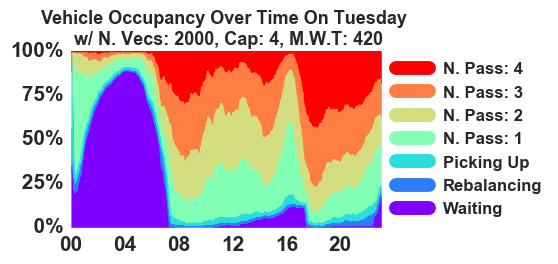 Vehicle Occupancy Over Time On Tuesday
w/ N. Vecs: 2000, Cap: 4, M.W.T: 420
100%
75%
50%
25%
0%
00 04 08 12 16 20
N. Pass: 4
N. Pass: 3
N. Pass: 2
N. Pass: 1
Picking Up
Rebalancing
Waiting